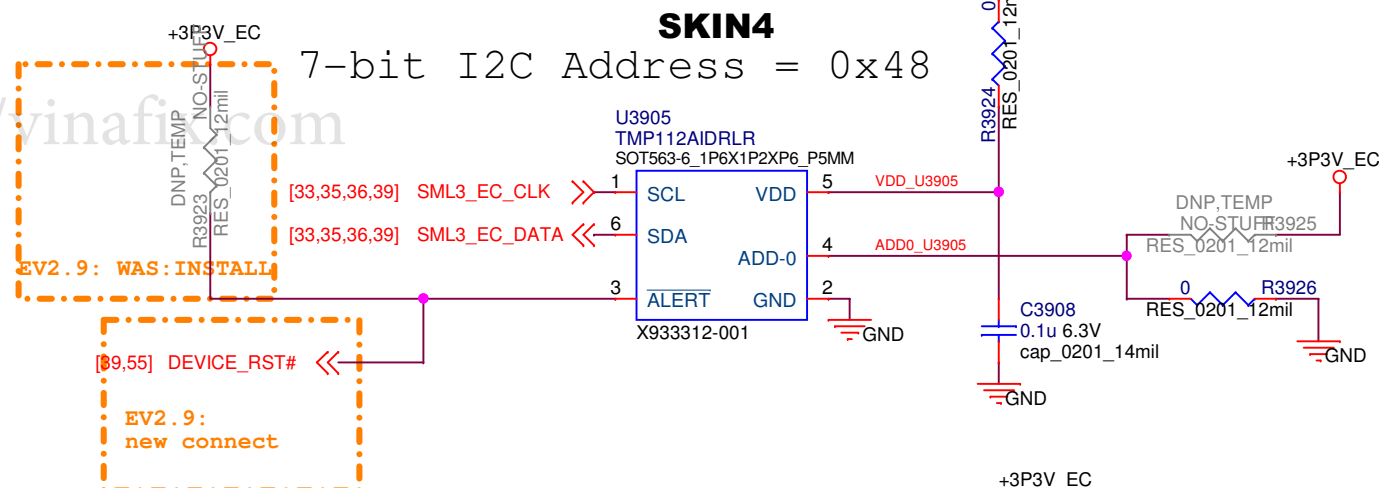 SKIN4
7-bit I2C Address = 0x48
+3P3V_EC
NO-STUFF
DNP,TEMP
R3923
RES_0201_12mil
EV2.9: WAS:INSTALL
vinafix.com
U3905
TMP112AIDRLR
SOT563-6_1P6X1P2XP6_P5MM
[33,35,36,39] SML3_EC_CLK
1 SCL
VDD 5
VDD_U3905
[33,35,36,39] SML3_EC_DATA
6 SDA
ADD-0 4
ADD0_U3905
3 ALERT
GND 2
GND
X933312-001
[39,55] DEVICE_RST#
EV2.9:
new connect
0
R3924
RES_0201_12mil
C3908
0.1u 6.3V
cap_0201_14mil
GND
+3P3V_EC
DNP,TEMP
NO-STUFF R3925
RES_0201_12mil
0 R3926
RES_0201_12mil
GND
+3P3V_EC